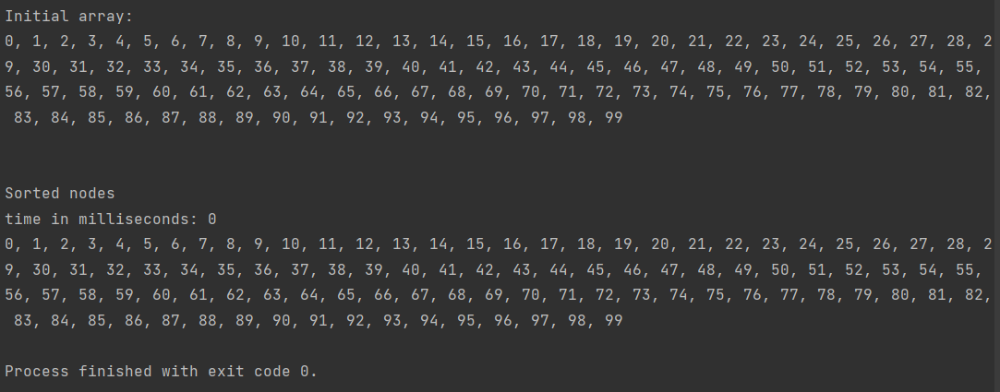 Initial array:
0, 1, 2, 3, 4, 5, 6, 7, 8, 9, 10, 11, 12, 13, 14, 15, 16, 17, 18, 19, 20, 21, 22, 23, 24, 25, 26, 27, 28, 2
9, 30, 31, 32, 33, 34, 35, 36, 37, 38, 39, 40, 41, 42, 43, 44, 45, 46, 47, 48, 49, 50, 51, 52, 53, 54, 55,
56, 57, 58, 59, 60, 61, 62, 63, 64, 65, 66, 67, 68, 69, 70, 71, 72, 73, 74, 75, 76, 77, 78, 79, 80, 81, 82,
83, 84, 85, 86, 87, 88, 89, 90, 91, 92, 93, 94, 95, 96, 97, 98, 99
Sorted nodes
time in milliseconds: 0
0, 1, 2, 3, 4, 5, 6, 7, 8, 9, 10, 11, 12, 13, 14, 15, 16, 17, 18, 19, 20, 21, 22, 23, 24, 25, 26, 27, 28, 2
9, 30, 31, 32, 33, 34, 35, 36, 37, 38, 39, 40, 41, 42, 43, 44, 45, 46, 47, 48, 49, 50, 51, 52, 53, 54, 55,
56, 57, 58, 59, 60, 61, 62, 63, 64, 65, 66, 67, 68, 69, 70, 71, 72, 73, 74, 75, 76, 77, 78, 79, 80, 81, 82,
83, 84, 85, 86, 87, 88, 89, 90, 91, 92, 93, 94, 95, 96, 97, 98, 99
Process finished with exit code 0.